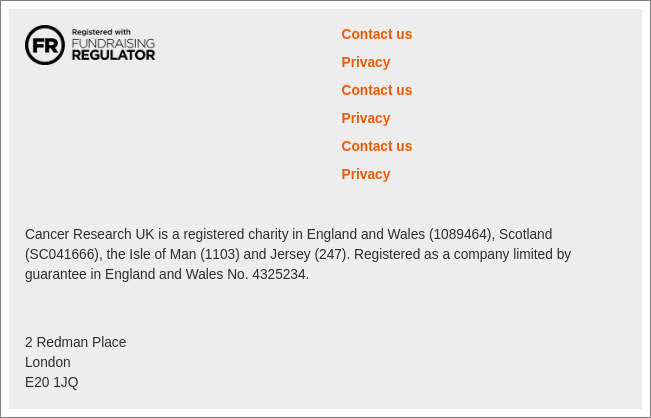 FR Registered with
FUNDRAISING
REGULATOR
Contact us
Privacy
Contact us
Privacy
Contact us
Privacy
Cancer Research UK is a registered charity in England and Wales (1089464), Scotland
(SC041666), the Isle of Man (1103) and Jersey (247). Registered as a company limited by
guarantee in England and Wales No. 4325234.
2 Redman Place
London
E20 1JQ